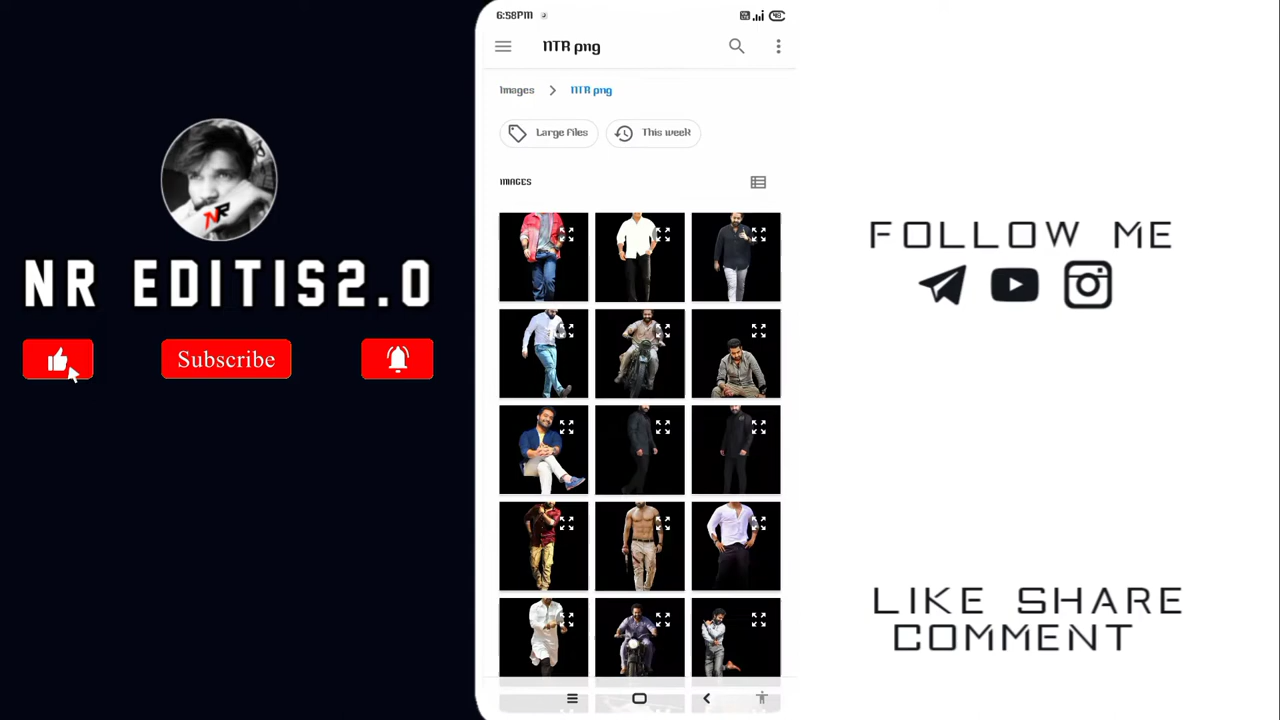 6:58PM
NTR png
Images > NTR png
Large files
This week
IMAGES
NR
NR EDITIS2.0
Subscribe
FOLLOW ME
LIKE SHARE
COMMENT